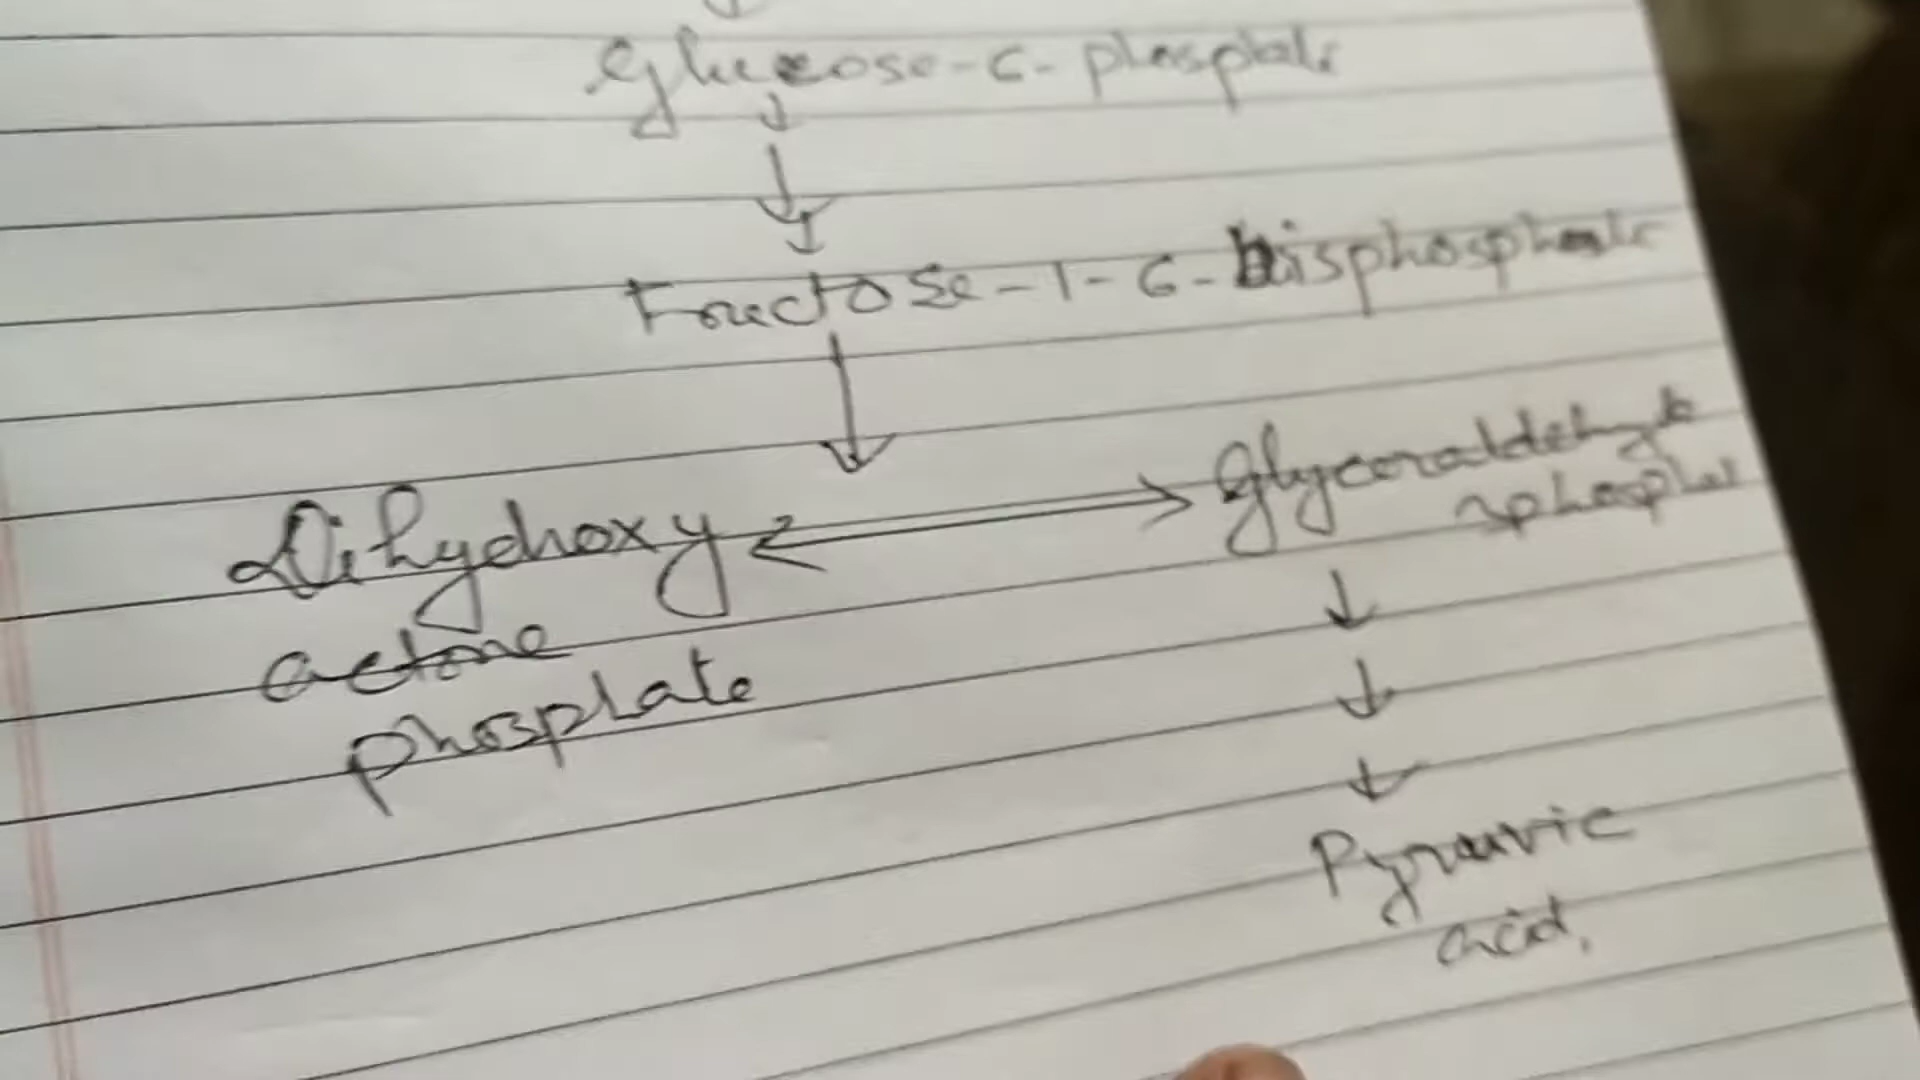 Glucose-6-phosphate
Fructose-1-6-bisphosphate
Dihydroxy
acetone
phosphate
Glyceraldehyde
3phosphate
Pyruvic
acid,